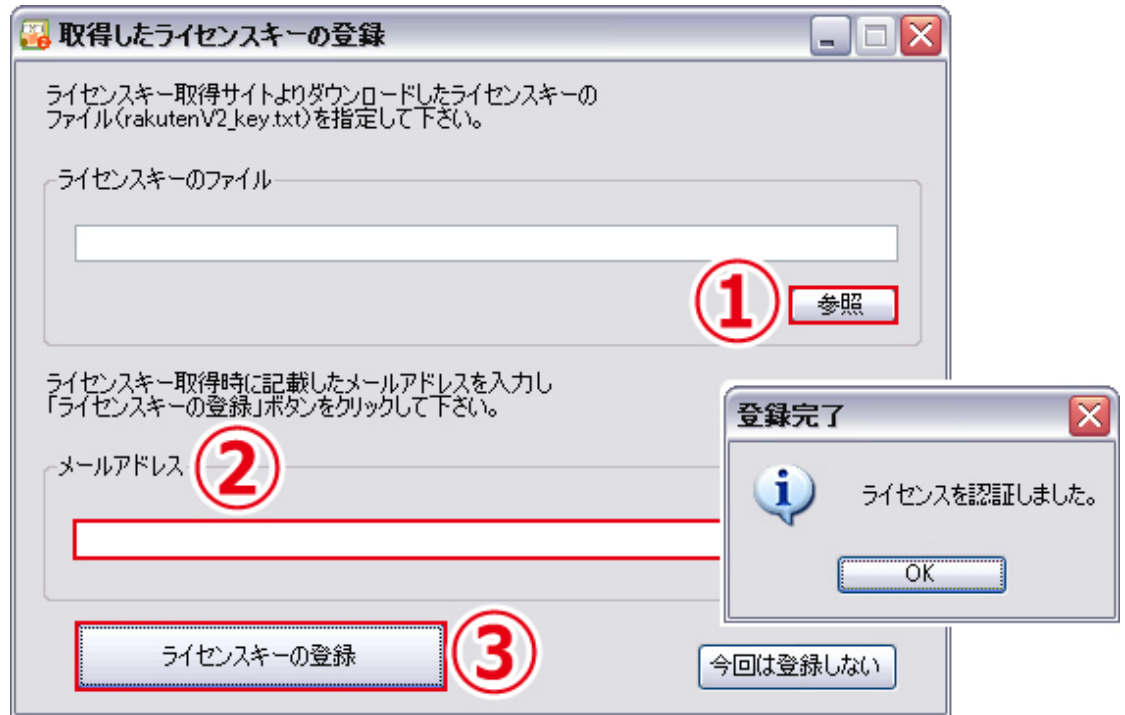 取得したライセンスキーの登録
ライセンスキー取得サイトよりダウンロードしたライセンスキーの
ファイル(rakutenV2_key.txt)を指定して下さい。
ライセンスキーのファイル
①
参照
ライセンスキー取得時に記載したメールアドレスを入力し
「ライセンスキーの登録」ボタンをクリックして下さい。
メールアドレス
②
登録完了
ライセンスを認証しました。
OK
ライセンスキーの登録
③
今回は登録しない